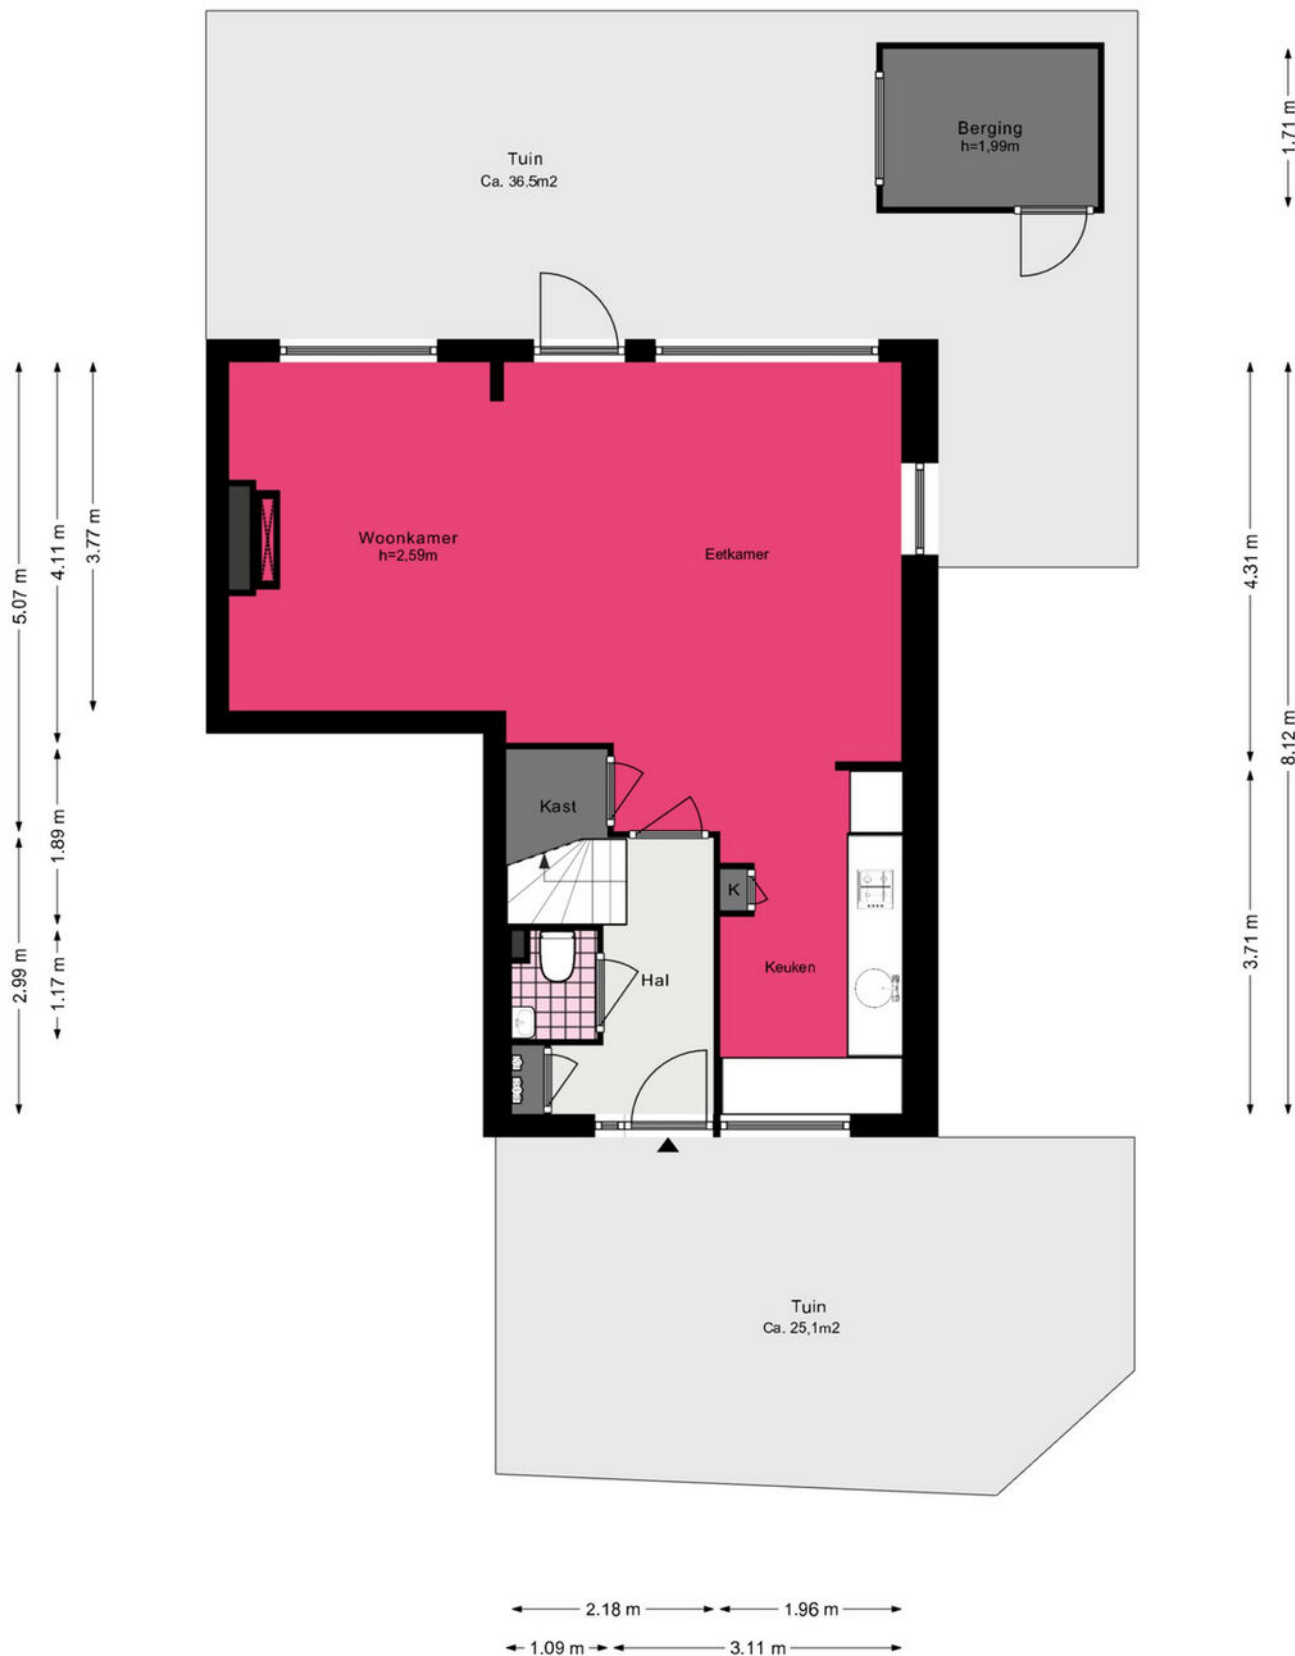 Berging
h=1,99m
1.71 m
Tuin
Ca. 36,5m2
Woonkamer
h=2,59m
Eetkamer
5.07 m
4.11 m
3.77 m
4.31 m
8.12 m
Kast
K
1.89 m
Keuken
Hal
2.99 m
1.17 m
3.71 m
Tuin
Ca. 25,1m2
2.18 m
1.96 m
1.09 m
3.11 m